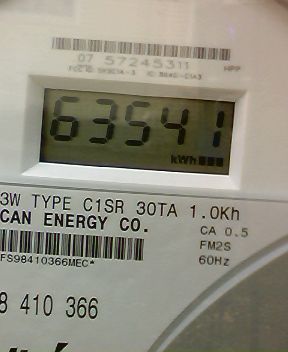 07 57245311 HPP
63541
kWh
3W TYPE C1SR 30TA 1.0Kh
CAN ENERGY CO.
CA 0.5
FM2S
60Hz
FS98410366MEC*
8 410 366